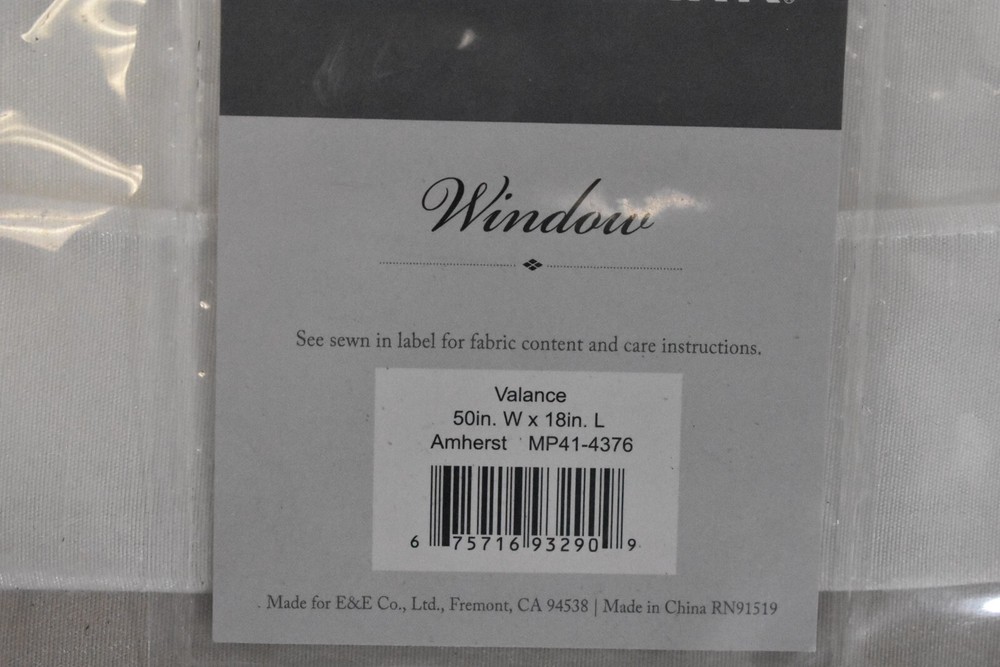 Window
See sewn in label for fabric content and care instructions.
Valance
50in. W x 18in. L
Amherst MP41-4376
6 75716 93290 9
Made for E&E Co., Ltd., Fremont, CA 94538 | Made in China RN91519